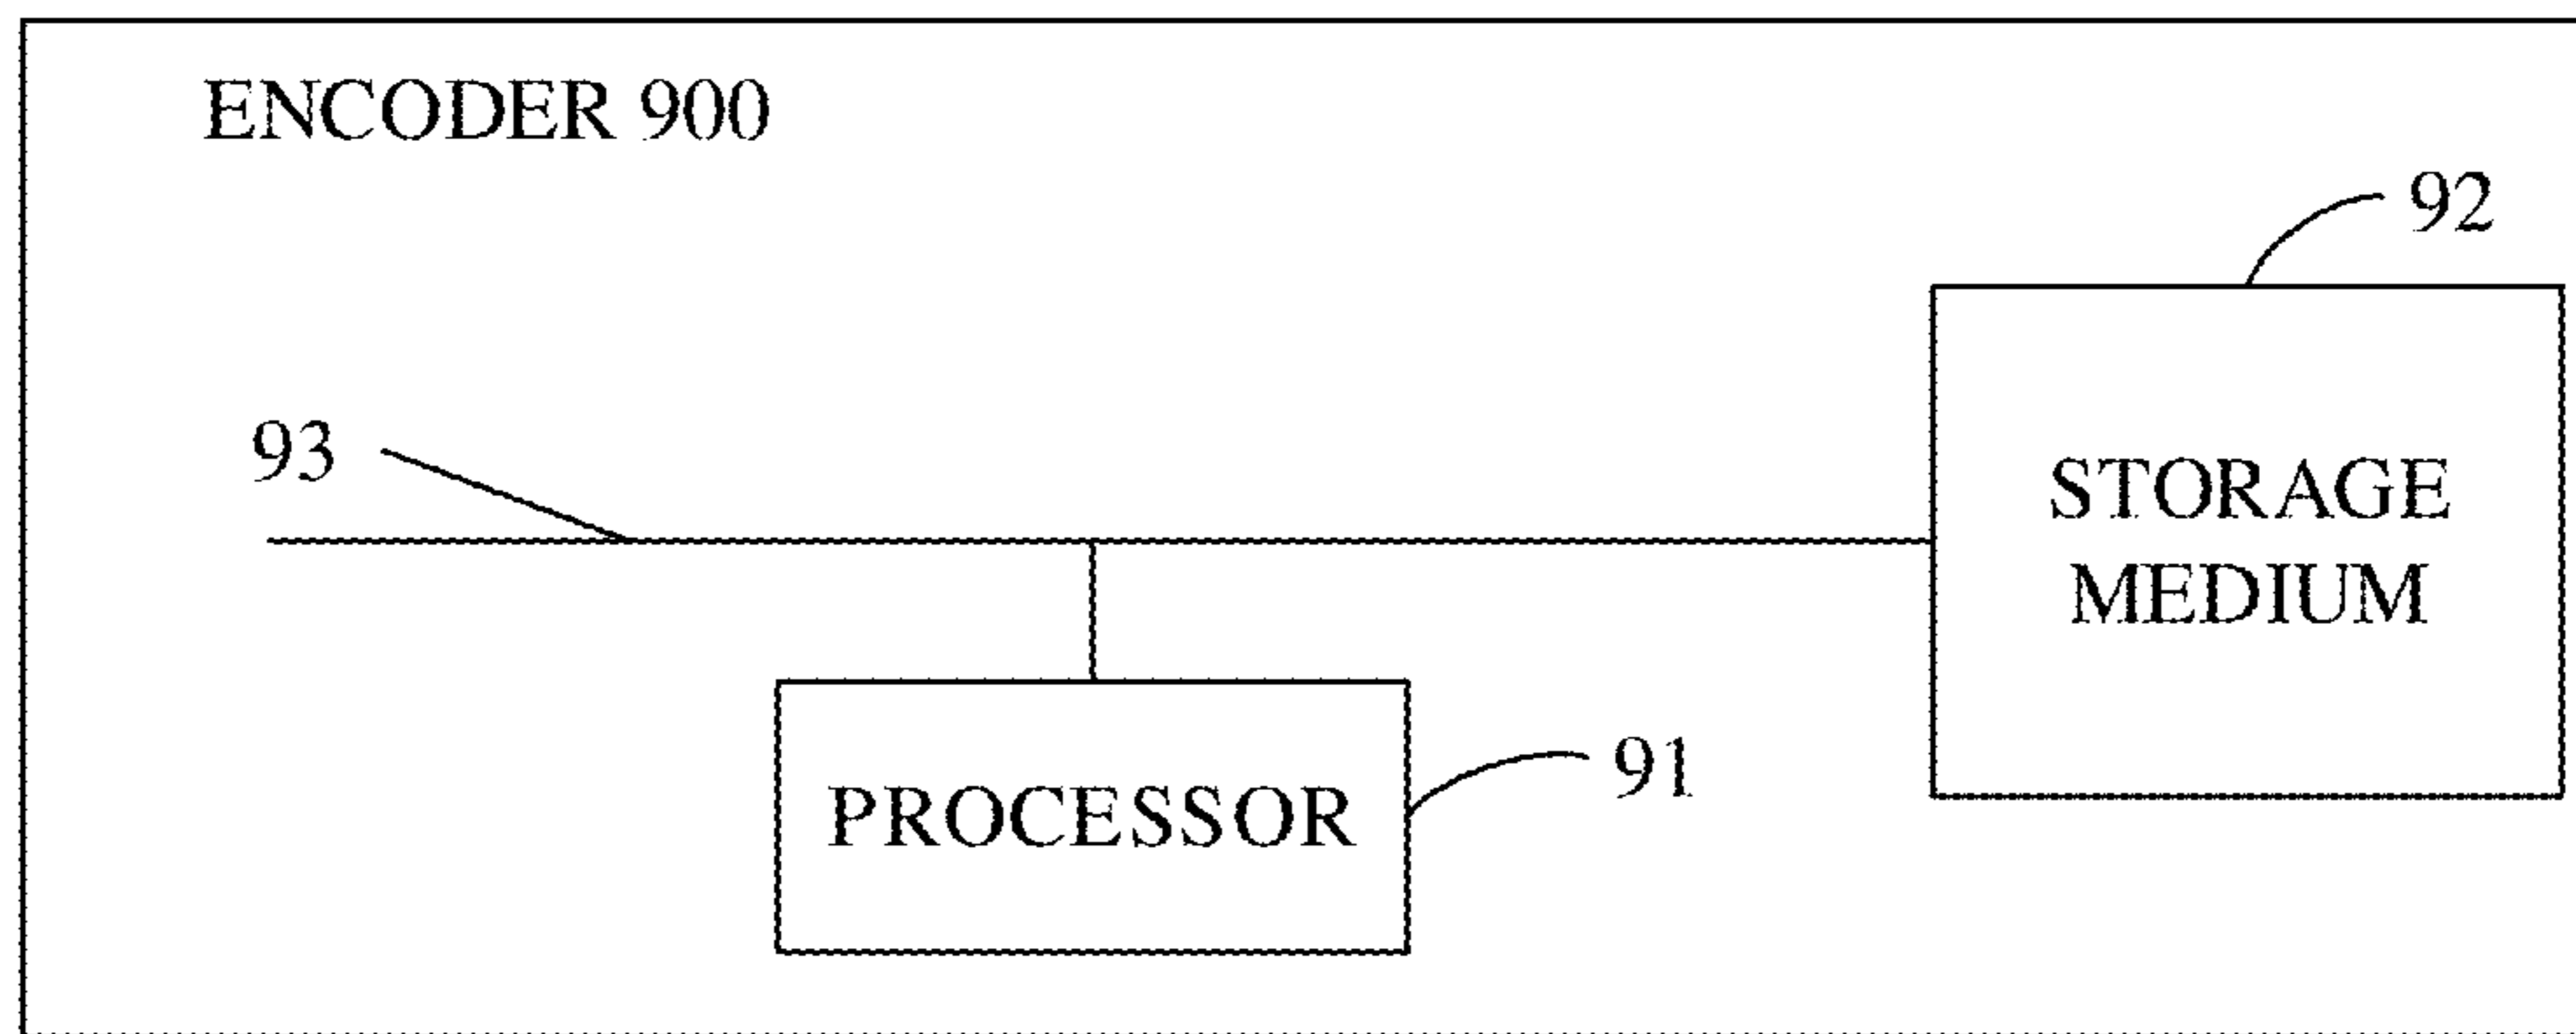 ENCODER 900
92
93
STORAGE
MEDIUM
91
PROCESSOR